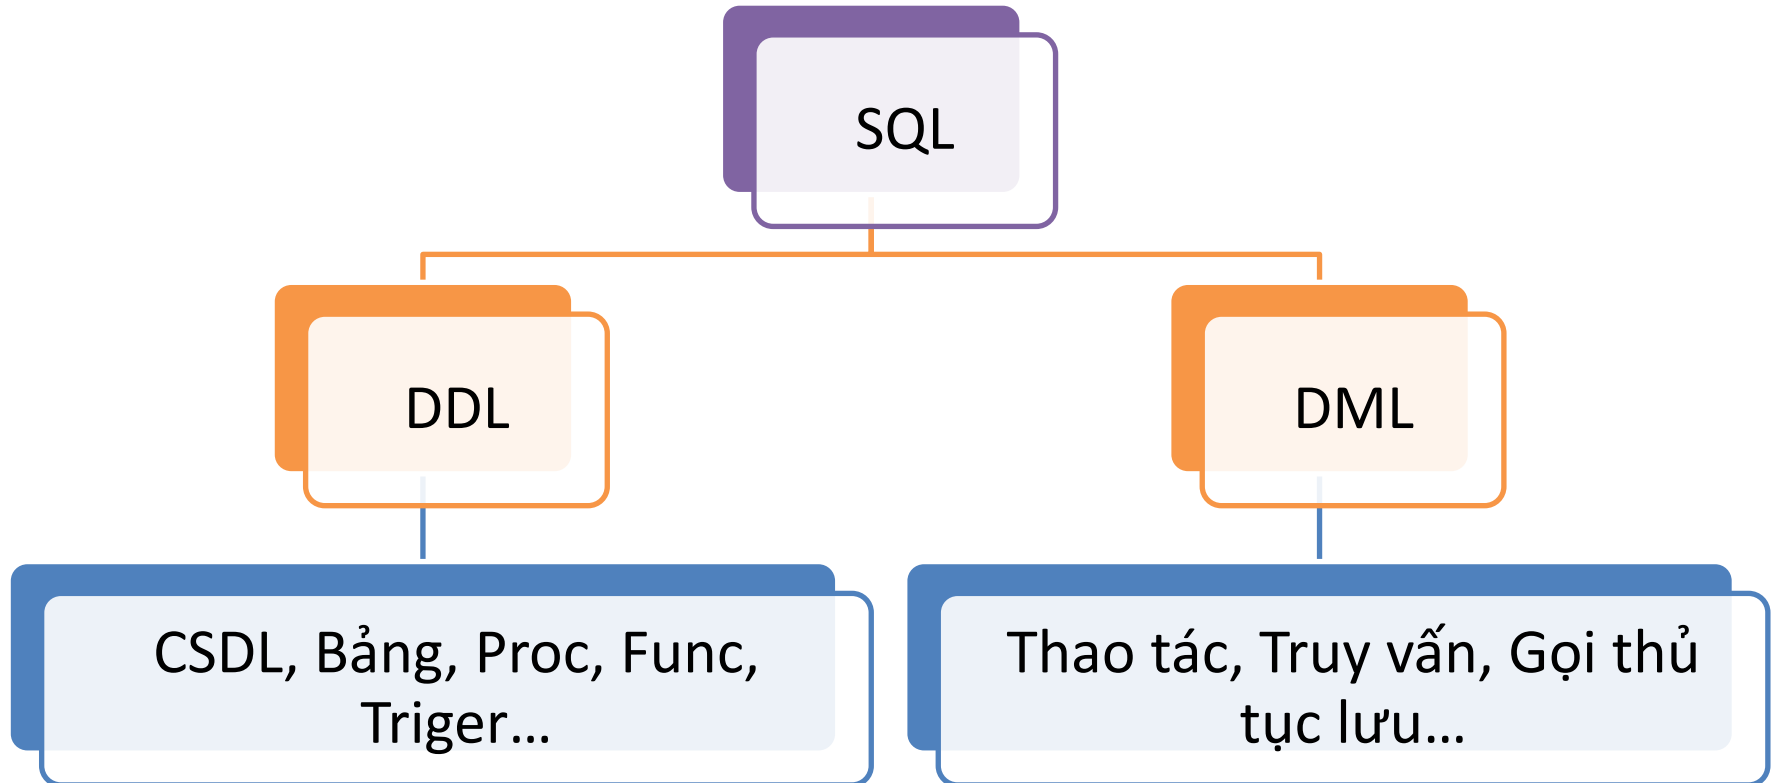 SQL
DDL
DML
CSDL, Bảng, Proc, Func,
Triger...
Thao tác, Truy vấn, Gọi thủ
tục lưu...